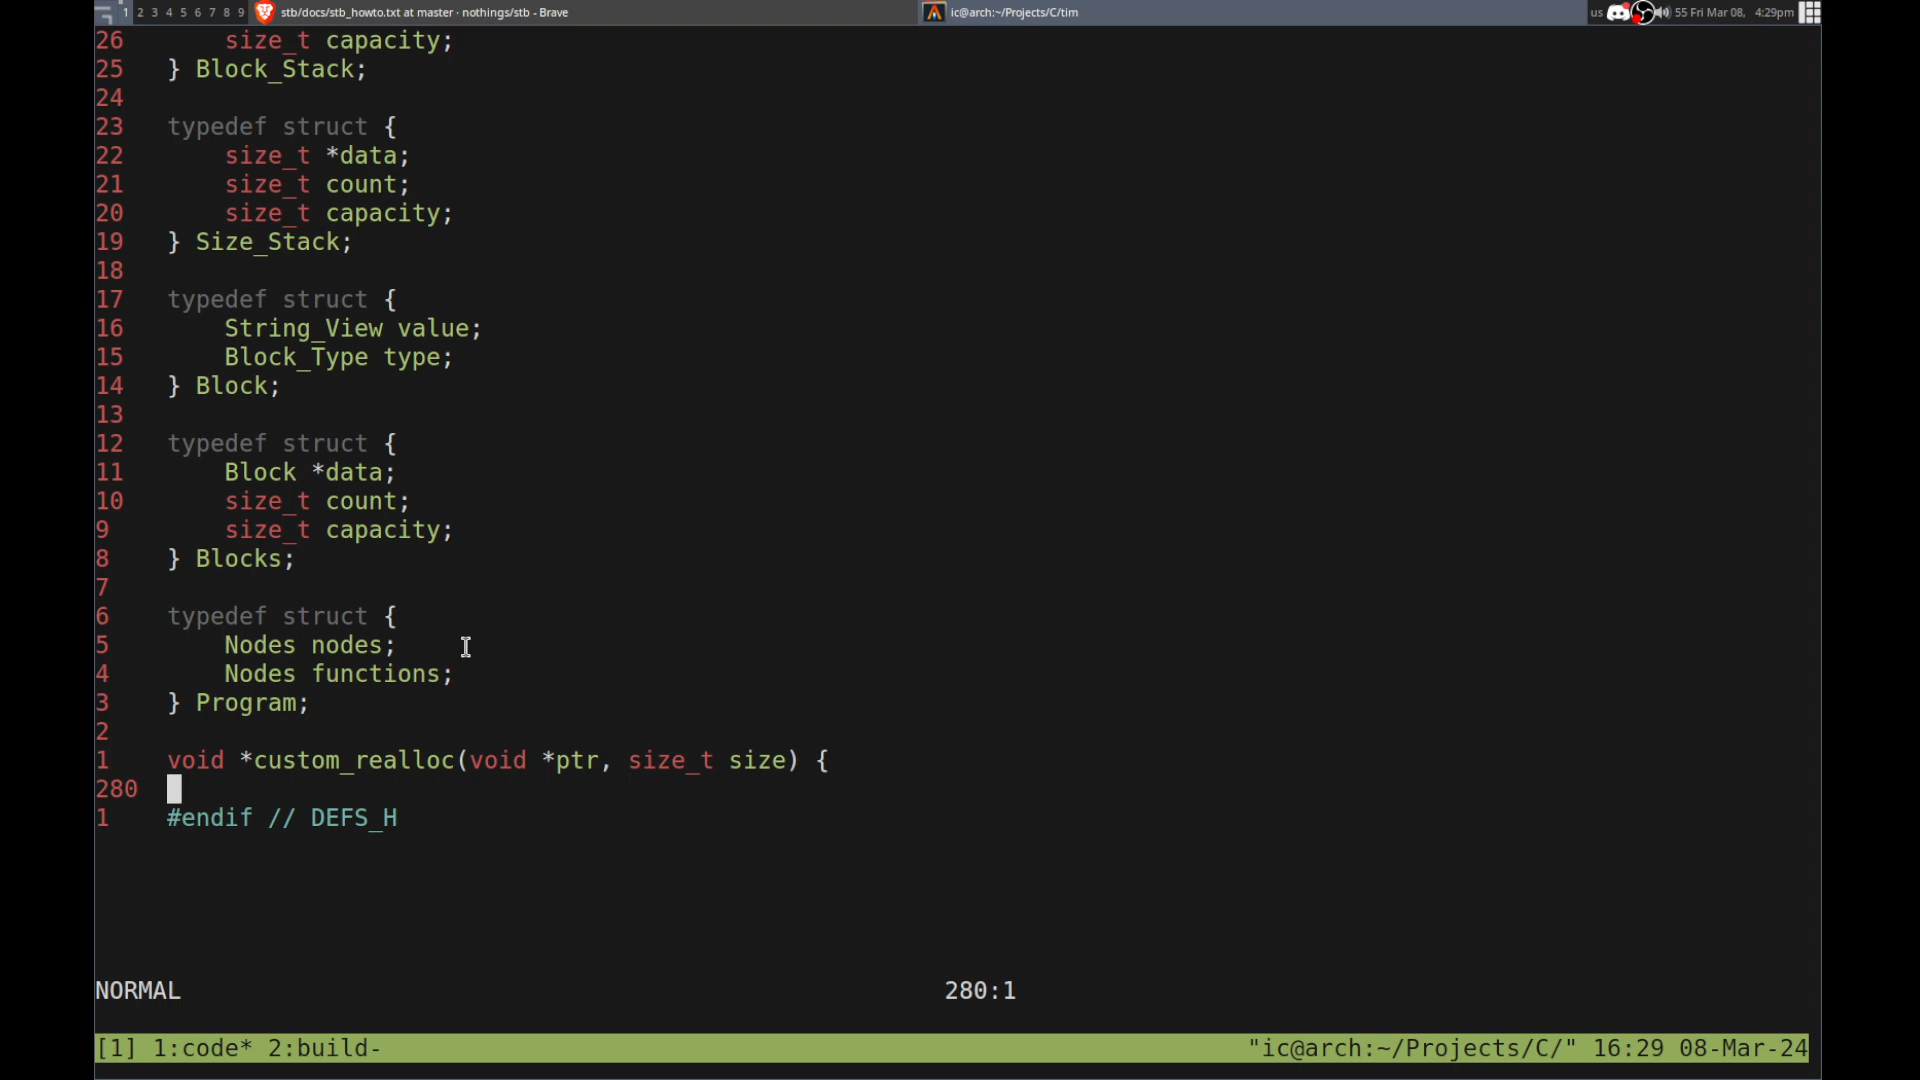 1 2 3 4 5 6 7 8 9 stb/docs/stb_howto.txt at master · nothings/stb - Brave ic@arch:~/Projects/C/tim us 55 Fri Mar 08, 4:29pm
26 size_t capacity;
25 } Block_Stack;
24
23 typedef struct {
22 size_t *data;
21 size_t count;
20 size_t capacity;
19 } Size_Stack;
18
17 typedef struct {
16 String_View value;
15 Block_Type type;
14 } Block;
13
12 typedef struct {
11 Block *data;
10 size_t count;
9 size_t capacity;
8 } Blocks;
7
6 typedef struct {
5 Nodes nodes;
4 Nodes functions;
3 } Program;
2
1 void *custom_realloc(void *ptr, size_t size) {
280
1 #endif // DEFS_H
NORMAL 280:1
[1] 1:code* 2:build- "ic@arch:~/Projects/C/" 16:29 08-Mar-24